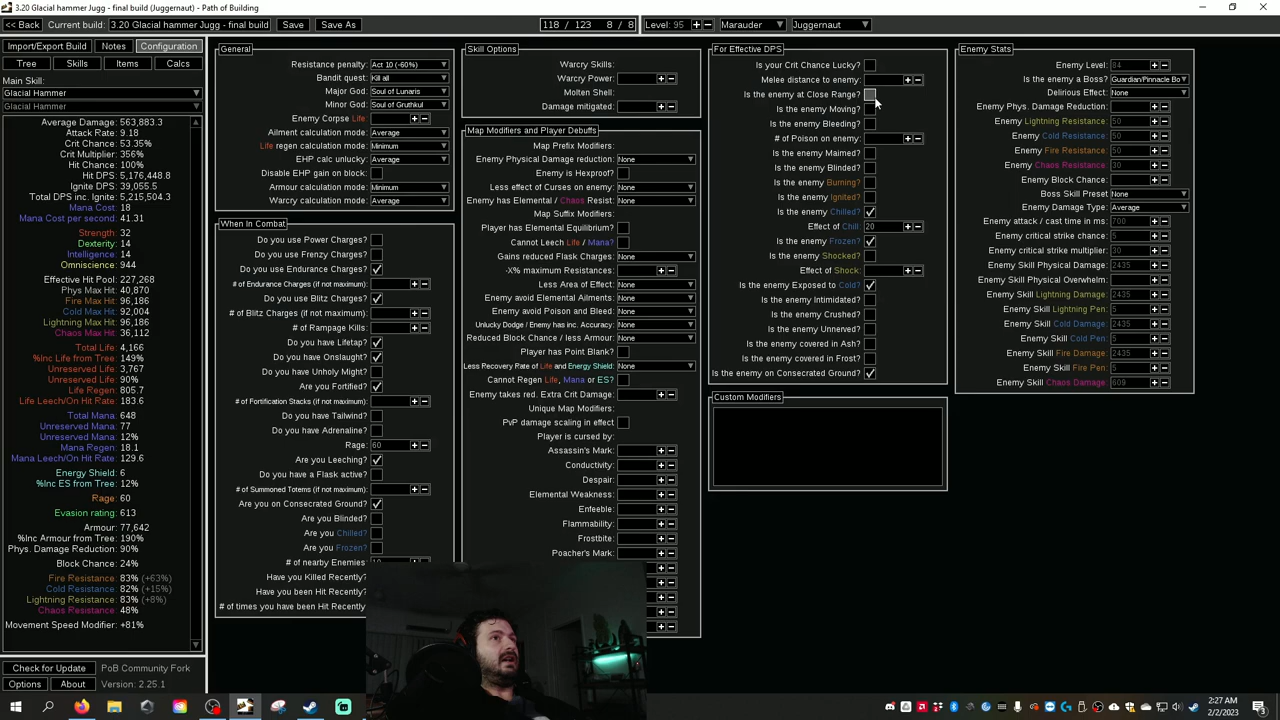 3.20 Glacial hammer Jugg - final build - Path of Building
<< Back Current build: 3.20 Glacial hammer Jugg - final build Save Save As 118 / 123 8 / 8 Level: 95 + − Marauder Juggernaut
Import/Export Build Notes Configuration
Tree Skills Items Calcs
Main Skill:
Glacial Hammer
Glacial Hammer
Average Damage: 563,883.3
Attack Rate: 9.18
Crit Chance: 53.35%
Crit Multiplier: 356%
Hit Chance: 100%
Hit DPS: 5,176,448.8
Ignite DPS: 39,055.5
Total DPS inc. Ignite: 5,215,504.3
Mana Cost: 18
Mana Cost per second: 41.31
Strength: 32
Dexterity: 14
Intelligence: 14
Omniscience: 944
Effective Hit Pool: 227,268
Phys Max Hit: 40,870
Fire Max Hit: 96,186
Cold Max Hit: 92,004
Lightning Max Hit: 96,186
Chaos Max Hit: 36,112
Total Life: 4,166
%Inc Life from Tree: 149%
Unreserved Life: 3,767
Unreserved Life: 90%
Life Regen: 805.7
Life Leech/On Hit Rate: 183.6
Total Mana: 648
Unreserved Mana: 77
Unreserved Mana: 12%
Mana Regen: 18.1
Mana Leech/On Hit Rate: 129.6
Energy Shield: 6
%Inc ES from Tree: 12%
Rage: 60
Evasion rating: 613
Armour: 77,642
%Inc Armour from Tree: 190%
Phys. Damage Reduction: 90%
Block Chance: 24%
Fire Resistance: 83% (+63%)
Cold Resistance: 82% (+15%)
Lightning Resistance: 83% (+8%)
Chaos Resistance: 48%
Movement Speed Modifier: +81%
Check for Update PoB Community Fork
Options About Version: 2.25.1
General
Resistance penalty: Act 10 (-60%)
Bandit quest: Kill all
Major God: Soul of Lunaris
Minor God: Soul of Gruthkul
Enemy Corpse Life: + −
Ailment calculation mode: Average
Life regen calculation mode: Minimum
EHP calc unlucky: Average
Disable EHP gain on block:
Armour calculation mode: Minimum
Warcry calculation mode: Average
When In Combat
Do you use Power Charges?
Do you use Frenzy Charges?
Do you use Endurance Charges?
# of Endurance Charges (if not maximum): + −
Do you use Blitz Charges?
# of Blitz Charges (if not maximum): + −
# of Rampage Kills: + −
Do you have Lifetap?
Do you have Onslaught?
Do you have Unholy Might?
Are you Fortified?
# of Fortification Stacks (if not maximum): + −
Do you have Tailwind?
Do you have Adrenaline?
Rage: 60 + −
Are you Leeching?
Do you have a Flask active?
# of Summoned Totems (if not maximum): + −
Are you on Consecrated Ground?
Are you Blinded?
Are you Chilled?
Are you Frozen?
# of nearby Enemies:
Have you Killed Recently?
Have you been Hit Recently?
# of times you have been Hit Recently
Skill Options
Warcry Skills:
Warcry Power: + −
Molten Shell:
Damage mitigated: + −
Map Modifiers and Player Debuffs
Map Prefix Modifiers:
Enemy Physical Damage reduction: None
Enemy is Hexproof?
Less effect of Curses on enemy: None
Enemy has Elemental / Chaos Resist: None
Map Suffix Modifiers:
Player has Elemental Equilibrium?
Cannot Leech Life / Mana?
Gains reduced Flask Charges: None
-X% maximum Resistances: + −
Less Area of Effect: None
Enemy avoid Elemental Ailments: None
Enemy avoid Poison and Bleed: None
Unlucky Dodge / Enemy has inc. Accuracy: None
Reduced Block Chance / less Armour: None
Player has Point Blank?
Less Recovery Rate of Life and Energy Shield: None
Cannot Regen Life, Mana or ES?
Enemy takes red. Extra Crit Damage: + −
Unique Map Modifiers:
PvP damage scaling in effect
Player is cursed by:
Assassin's Mark: + −
Conductivity: + −
Despair: + −
Elemental Weakness: + −
Enfeeble: + −
Flammability: + −
Frostbite: + −
Poacher's Mark: + −
For Effective DPS
Is your Crit Chance Lucky?
Melee distance to enemy: + −
Is the enemy at Close Range?
Is the enemy Moving?
Is the enemy Bleeding?
# of Poison on enemy: + −
Is the enemy Maimed?
Is the enemy Blinded?
Is the enemy Burning?
Is the enemy Ignited?
Is the enemy Chilled?
Effect of Chill: 20 + −
Is the enemy Frozen?
Is the enemy Shocked?
Effect of Shock: + −
Is the enemy Exposed to Cold?
Is the enemy Intimidated?
Is the enemy Crushed?
Is the enemy Unnerved?
Is the enemy covered in Ash?
Is the enemy covered in Frost?
Is the enemy on Consecrated Ground?
Custom Modifiers
Enemy Stats
Enemy Level: 84 + −
Is the enemy a Boss? Guardian/Pinnacle Bo
Delirious Effect: None
Enemy Phys. Damage Reduction: + −
Enemy Lightning Resistance: 50 + −
Enemy Cold Resistance: 50 + −
Enemy Fire Resistance: 50 + −
Enemy Chaos Resistance: 30 + −
Enemy Block Chance: + −
Boss Skill Preset None
Enemy Damage Type: Average
Enemy attack / cast time in ms: 700 + −
Enemy critical strike chance: 5 + −
Enemy critical strike multiplier: 30 + −
Enemy Skill Physical Damage: 2435 + −
Enemy Skill Physical Overwhelm: + −
Enemy Skill Lightning Damage: 2435 + −
Enemy Skill Lightning Pen: 5 + −
Enemy Skill Cold Damage: 2435 + −
Enemy Skill Cold Pen: 5 + −
Enemy Skill Fire Damage: 2435 + −
Enemy Skill Fire Pen: 5 + −
Enemy Skill Chaos Damage: 609 + −
2:27 AM
2/2/2023